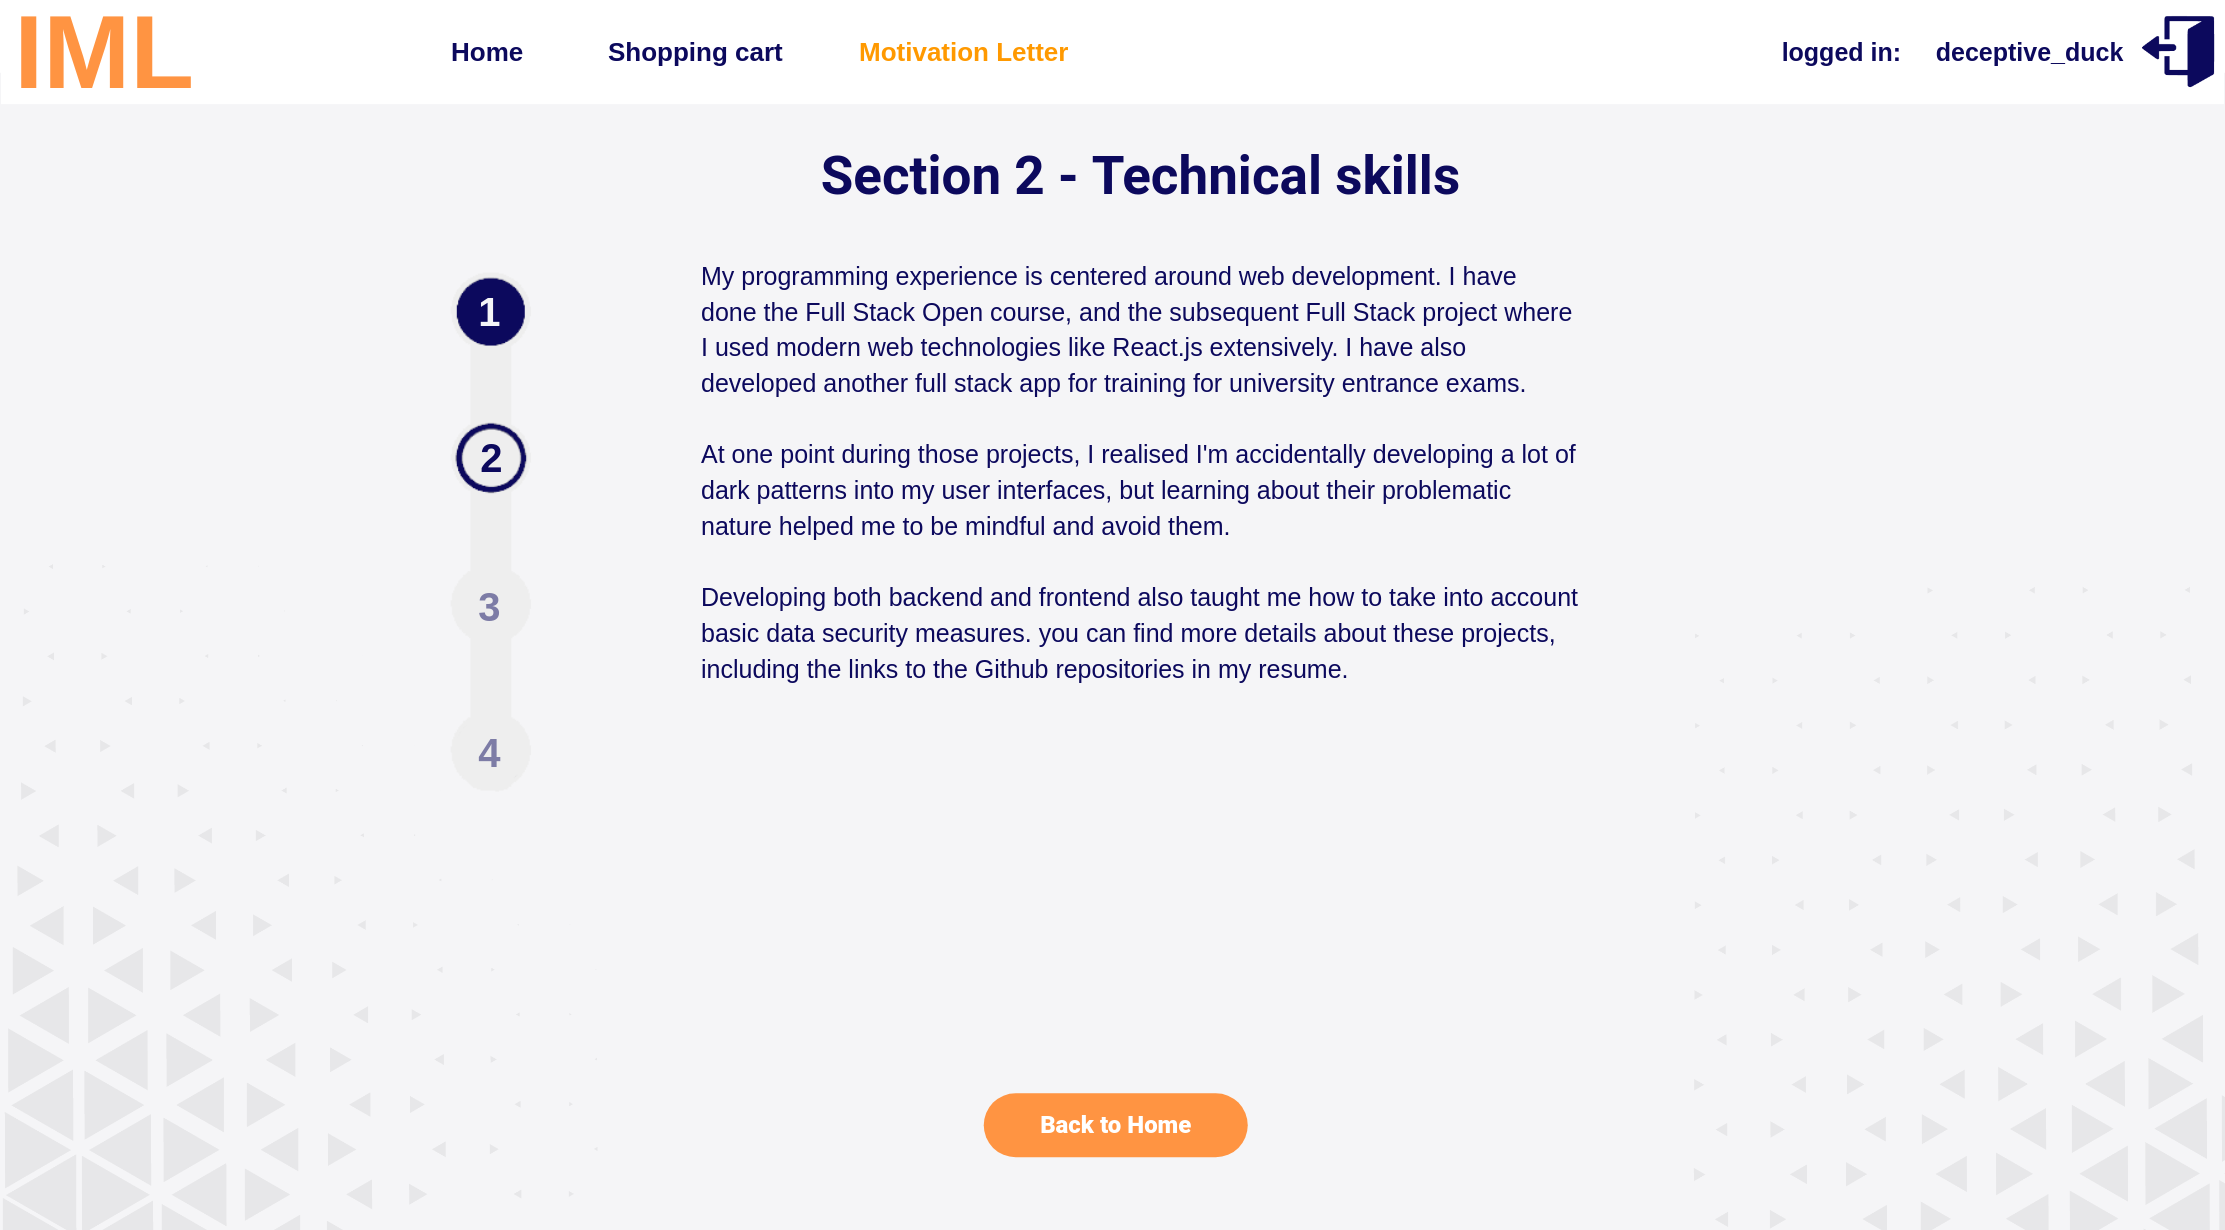 IML
Home
Shopping cart
Motivation Letter
logged in:
deceptive_duck
Section 2 - Technical skills
1
2
3
4
My programming experience is centered around web development. I have
done the Full Stack Open course, and the subsequent Full Stack project where
I used modern web technologies like React.js extensively. I have also
developed another full stack app for training for university entrance exams.
At one point during those projects, I realised I'm accidentally developing a lot of
dark patterns into my user interfaces, but learning about their problematic
nature helped me to be mindful and avoid them.
Developing both backend and frontend also taught me how to take into account
basic data security measures. you can find more details about these projects,
including the links to the Github repositories in my resume.
Back to Home